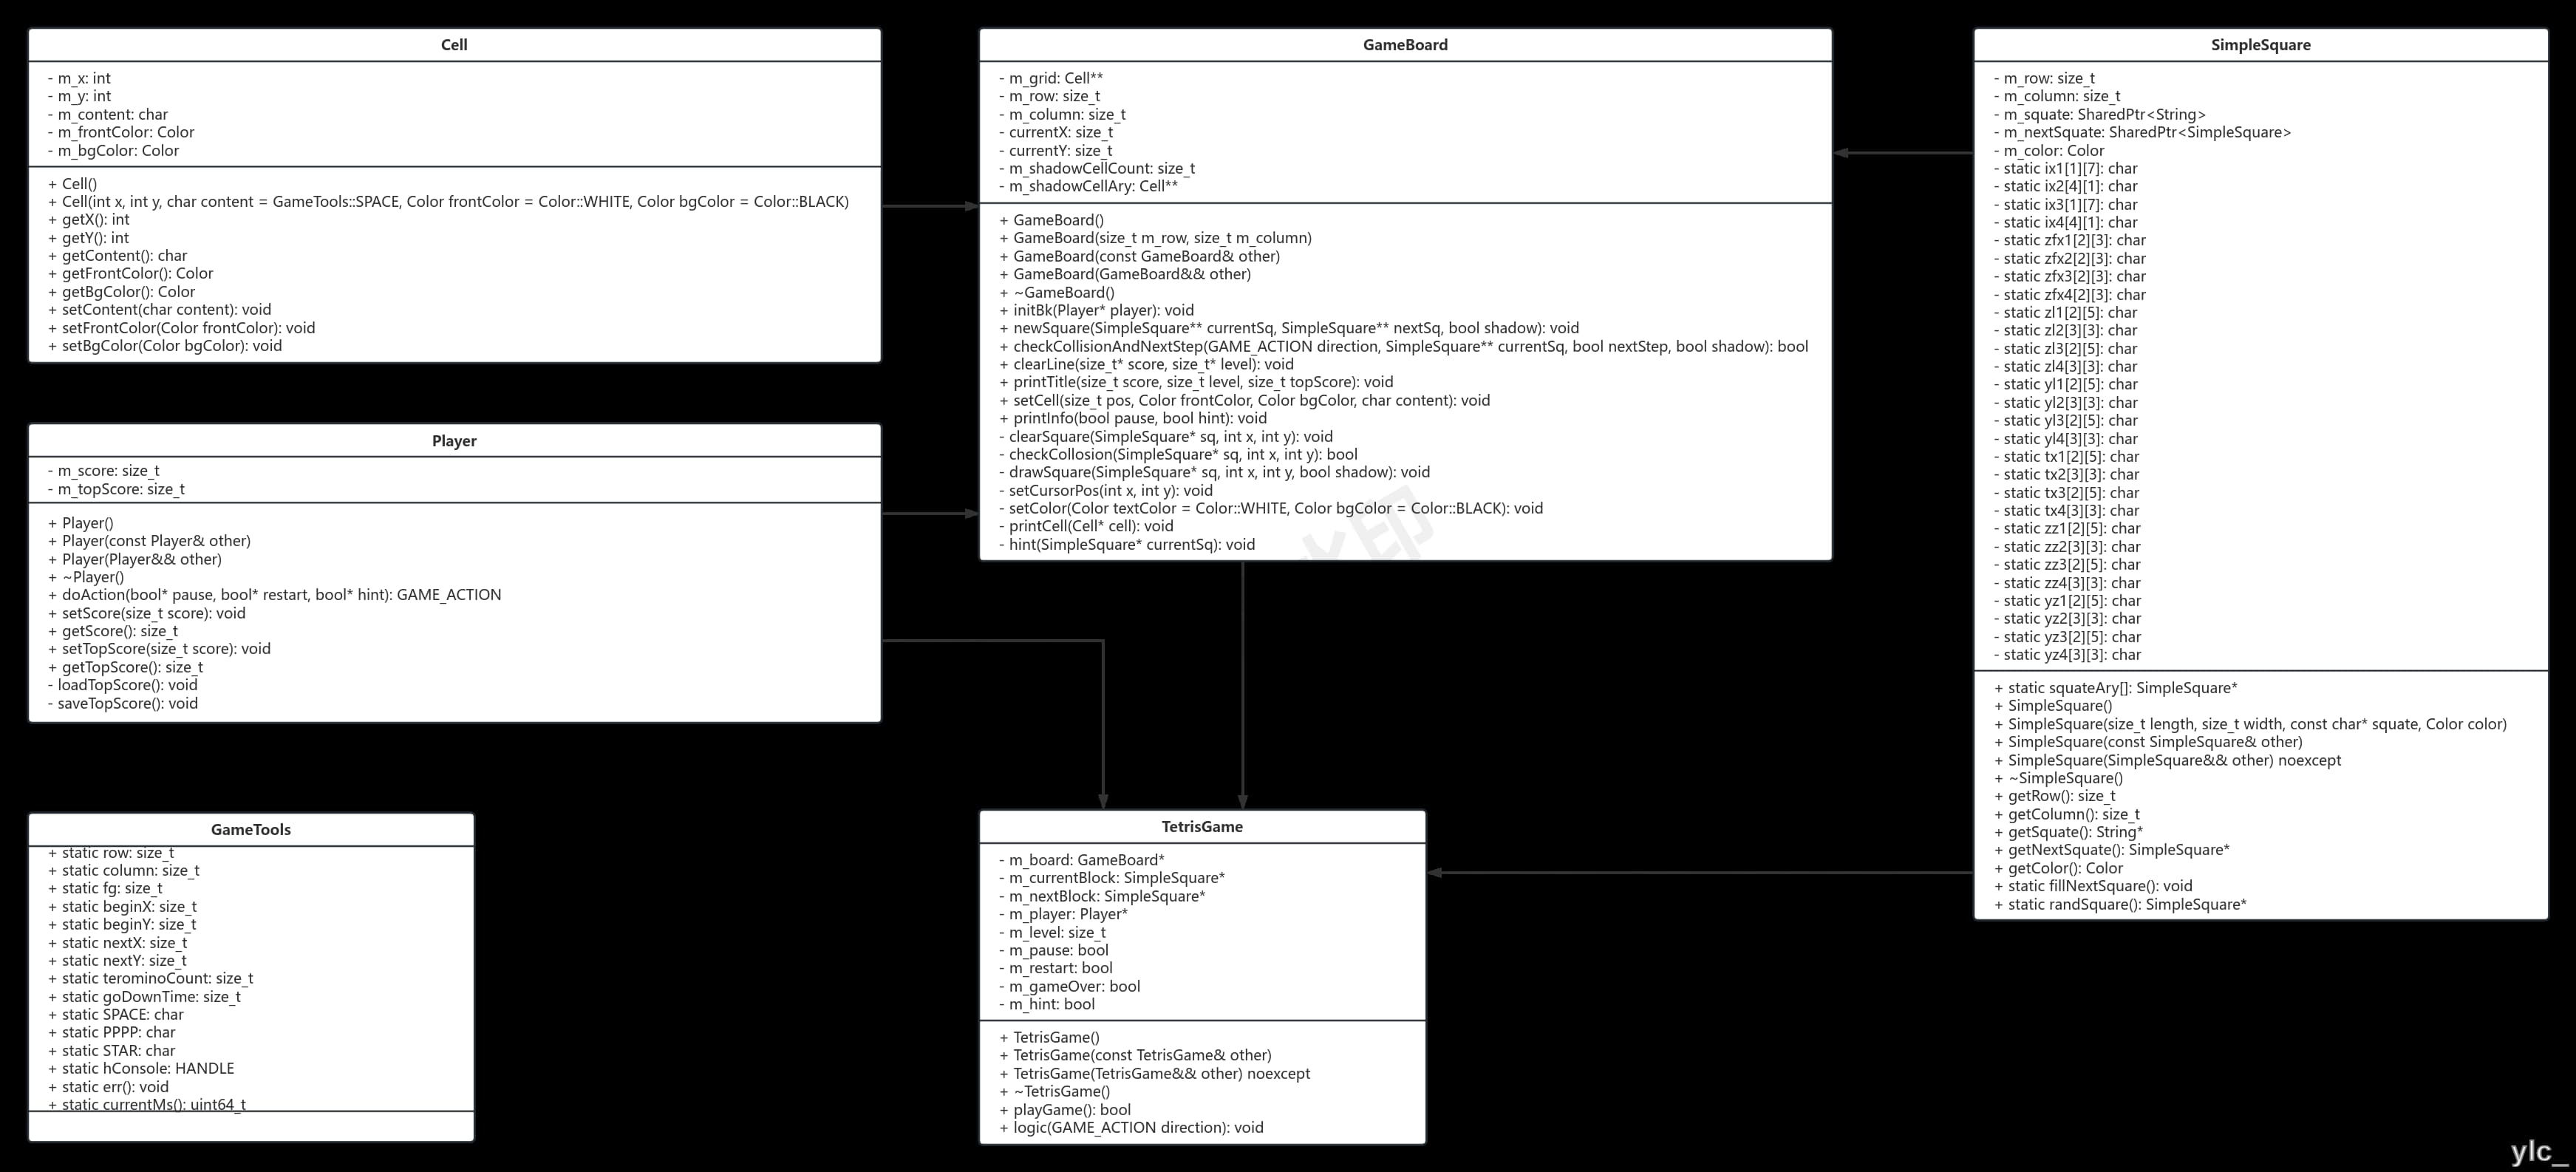 Cell
- m_x: int
- m_y: int
- m_content: char
- m_frontColor: Color
- m_bgColor: Color
+ Cell()
+ Cell(int x, int y, char content = GameTools::SPACE, Color frontColor = Color::WHITE, Color bgColor = Color::BLACK)
+ getX(): int
+ getY(): int
+ getContent(): char
+ getFrontColor(): Color
+ getBgColor(): Color
+ setContent(char content): void
+ setFrontColor(Color frontColor): void
+ setBgColor(Color bgColor): void
GameBoard
- m_grid: Cell**
- m_row: size_t
- m_column: size_t
- currentX: size_t
- currentY: size_t
- m_shadowCellCount: size_t
- m_shadowCellAry: Cell**
+ GameBoard()
+ GameBoard(size_t m_row, size_t m_column)
+ GameBoard(const GameBoard& other)
+ GameBoard(GameBoard&& other)
+ ~GameBoard()
+ initBk(Player* player): void
+ newSquare(SimpleSquare** currentSq, SimpleSquare** nextSq, bool shadow): void
+ checkCollisionAndNextStep(GAME_ACTION direction, SimpleSquare** currentSq, bool nextStep, bool shadow): bool
+ clearLine(size_t* score, size_t* level): void
+ printTitle(size_t score, size_t level, size_t topScore): void
+ setCell(size_t pos, Color frontColor, Color bgColor, char content): void
+ printInfo(bool pause, bool hint): void
- clearSquare(SimpleSquare* sq, int x, int y): void
- checkCollosion(SimpleSquare* sq, int x, int y): bool
- drawSquare(SimpleSquare* sq, int x, int y, bool shadow): void
- setCursorPos(int x, int y): void
- setColor(Color textColor = Color::WHITE, Color bgColor = Color::BLACK): void
- printCell(Cell* cell): void
- hint(SimpleSquare* currentSq): void
水印
SimpleSquare
- m_row: size_t
- m_column: size_t
- m_squate: SharedPtr<String>
- m_nextSquate: SharedPtr<SimpleSquare>
- m_color: Color
- static ix1[1][7]: char
- static ix2[4][1]: char
- static ix3[1][7]: char
- static ix4[4][1]: char
- static zfx1[2][3]: char
- static zfx2[2][3]: char
- static zfx3[2][3]: char
- static zfx4[2][3]: char
- static zl1[2][5]: char
- static zl2[3][3]: char
- static zl3[2][5]: char
- static zl4[3][3]: char
- static yl1[2][5]: char
- static yl2[3][3]: char
- static yl3[2][5]: char
- static yl4[3][3]: char
- static tx1[2][5]: char
- static tx2[3][3]: char
- static tx3[2][5]: char
- static tx4[3][3]: char
- static zz1[2][5]: char
- static zz2[3][3]: char
- static zz3[2][5]: char
- static zz4[3][3]: char
- static yz1[2][5]: char
- static yz2[3][3]: char
- static yz3[2][5]: char
- static yz4[3][3]: char
+ static squateAry[]: SimpleSquare*
+ SimpleSquare()
+ SimpleSquare(size_t length, size_t width, const char* squate, Color color)
+ SimpleSquare(const SimpleSquare& other)
+ SimpleSquare(SimpleSquare&& other) noexcept
+ ~SimpleSquare()
+ getRow(): size_t
+ getColumn(): size_t
+ getSquate(): String*
+ getNextSquate(): SimpleSquare*
+ getColor(): Color
+ static fillNextSquare(): void
+ static randSquare(): SimpleSquare*
Player
- m_score: size_t
- m_topScore: size_t
+ Player()
+ Player(const Player& other)
+ Player(Player&& other)
+ ~Player()
+ doAction(bool* pause, bool* restart, bool* hint): GAME_ACTION
+ setScore(size_t score): void
+ getScore(): size_t
+ setTopScore(size_t score): void
+ getTopScore(): size_t
- loadTopScore(): void
- saveTopScore(): void
GameTools
+ static row: size_t
+ static column: size_t
+ static fg: size_t
+ static beginX: size_t
+ static beginY: size_t
+ static nextX: size_t
+ static nextY: size_t
+ static terominoCount: size_t
+ static goDownTime: size_t
+ static SPACE: char
+ static PPPP: char
+ static STAR: char
+ static hConsole: HANDLE
+ static err(): void
+ static currentMs(): uint64_t
TetrisGame
- m_board: GameBoard*
- m_currentBlock: SimpleSquare*
- m_nextBlock: SimpleSquare*
- m_player: Player*
- m_level: size_t
- m_pause: bool
- m_restart: bool
- m_gameOver: bool
- m_hint: bool
+ TetrisGame()
+ TetrisGame(const TetrisGame& other)
+ TetrisGame(TetrisGame&& other) noexcept
+ ~TetrisGame()
+ playGame(): bool
+ logic(GAME_ACTION direction): void
ylc_